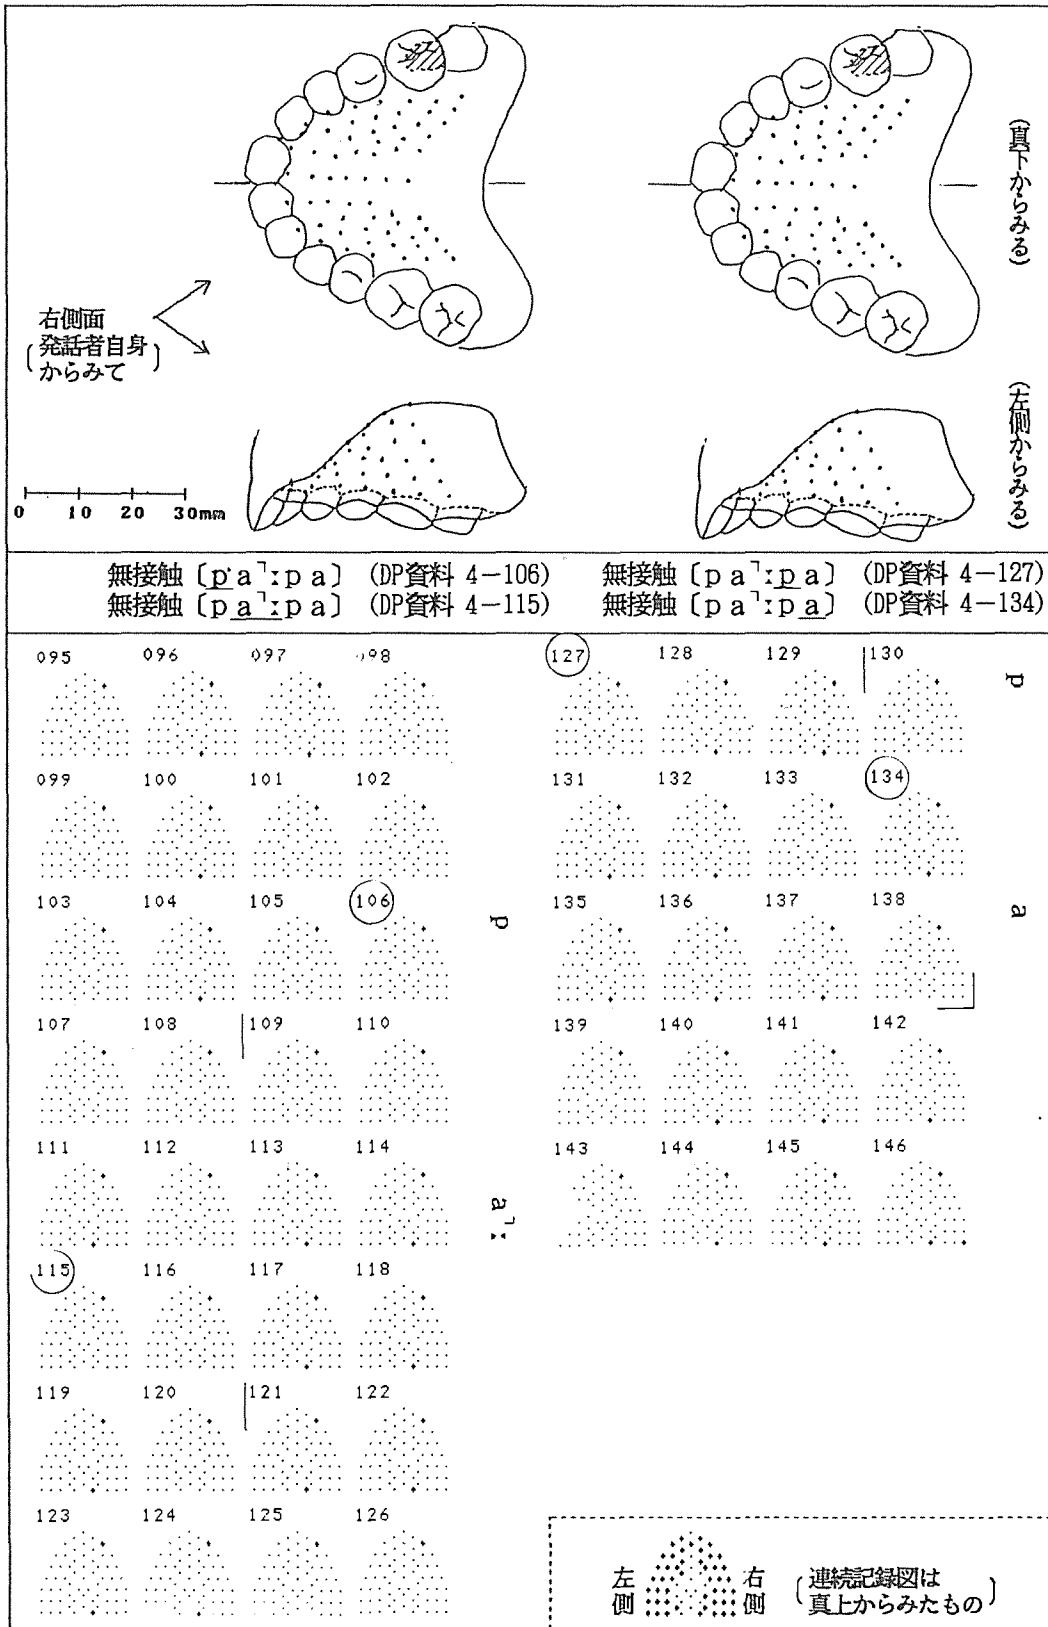 (真下からみる)
右側面
(発話者自身
からみて)
(左側からみる)
0 10 20 30mm
無接触〔pa˺ːpa〕(DP資料 4-106) 無接触〔pa˺ːpa〕(DP資料 4-127)
無接触〔pa˺ːpa〕(DP資料 4-115) 無接触〔pa˺ːpa〕(DP資料 4-134)
095 096 097 098 127 128 129 130 p
099 100 101 102 131 132 133 134
103 104 105 106 p 135 136 137 138 a
107 108 109 110 139 140 141 142
111 112 113 114 a˺ː 143 144 145 146
115 116 117 118
119 120 121 122
123 124 125 126
左側 右側 (連続記録図は
真上からみたもの)